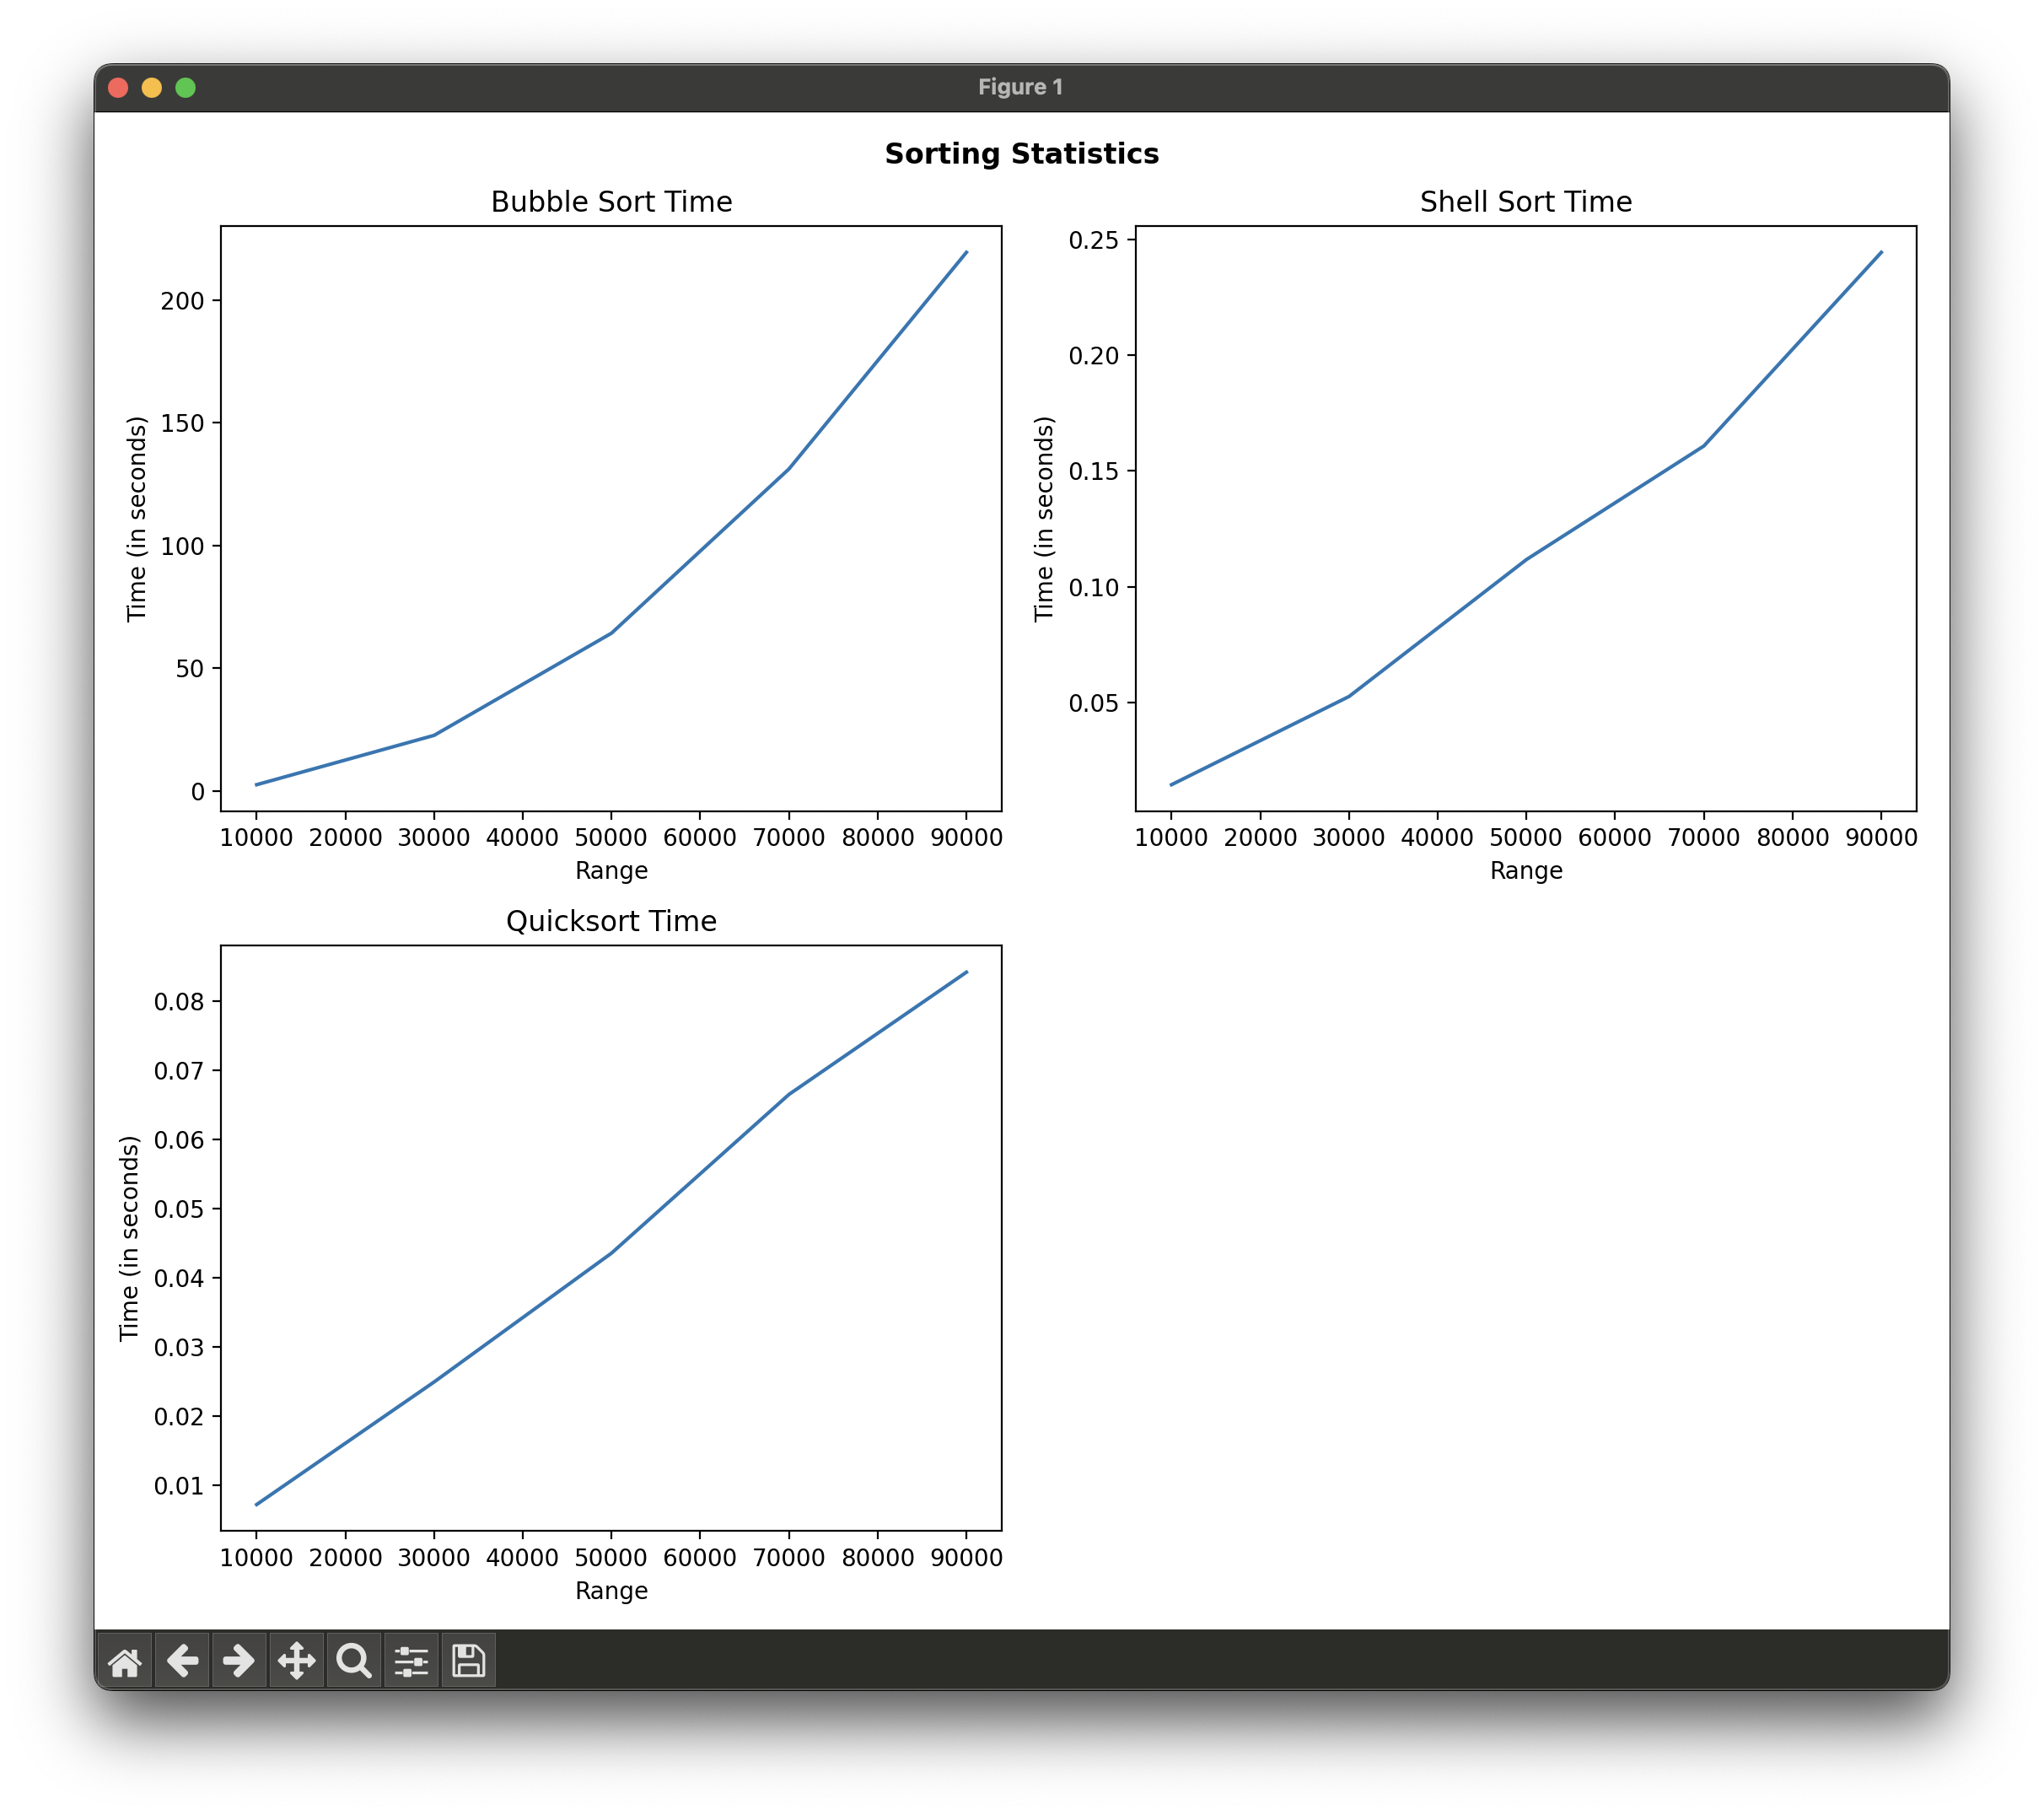 Figure 1
Sorting Statistics
Bubble Sort Time
Time (in seconds)
200
150
100
50
0
10000 20000 30000 40000 50000 60000 70000 80000 90000
Range
Shell Sort Time
Time (in seconds)
0.25
0.20
0.15
0.10
0.05
10000 20000 30000 40000 50000 60000 70000 80000 90000
Range
Quicksort Time
Time (in seconds)
0.08
0.07
0.06
0.05
0.04
0.03
0.02
0.01
10000 20000 30000 40000 50000 60000 70000 80000 90000
Range